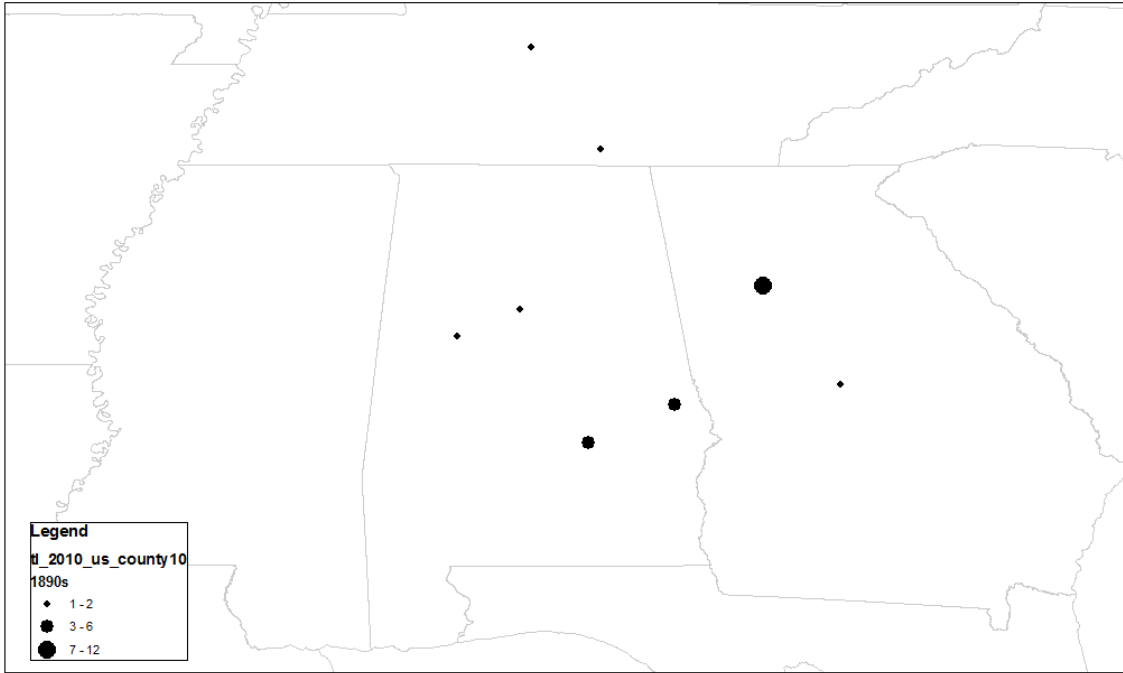 Legend
tl_2010_us_county10
1890s
1 - 2
3 - 6
7 - 12